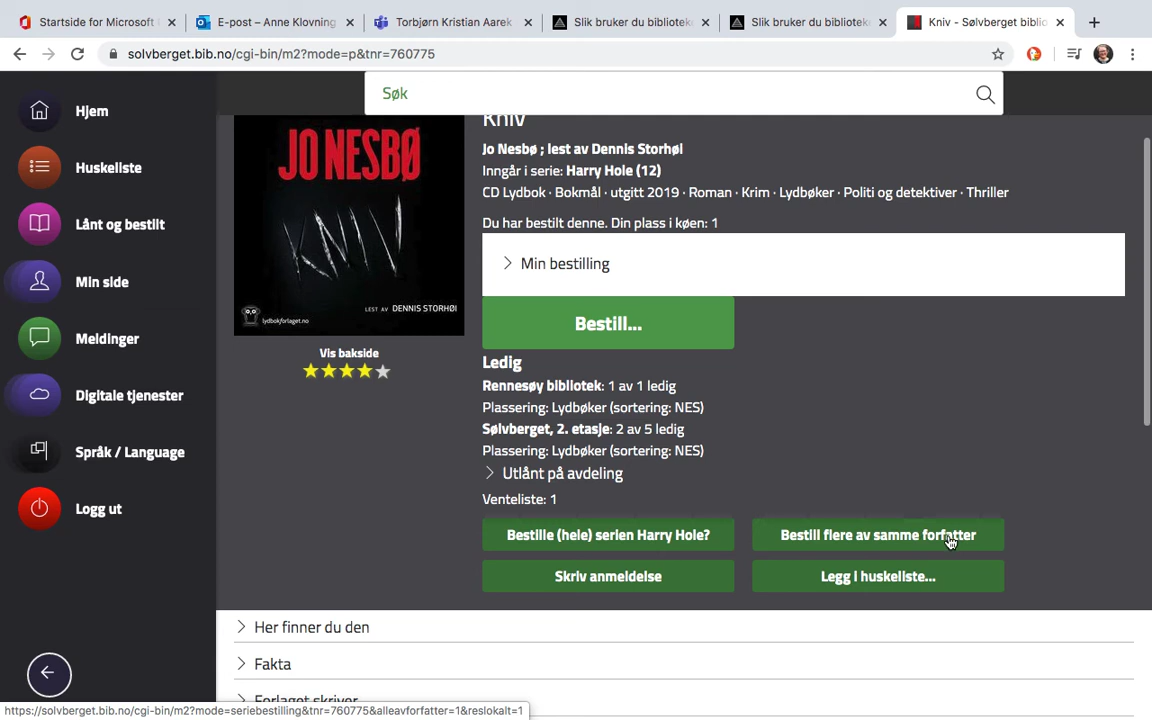 Startside for Microsoft
E-post – Anne Klovning
Torbjørn Kristian Aarek
Slik bruker du bibliotek
Slik bruker du bibliotek
Kniv - Sølvberget biblio
solvberget.bib.no/cgi-bin/m2?mode=p&tnr=760775
Søk
Hjem
Huskeliste
Lånt og bestilt
Min side
Meldinger
Digitale tjenester
Språk / Language
Logg ut
JO NESBØ
KNIV
LEST AV DENNIS STORHØI
lydbokforlaget.no
Vis bakside
Kniv
Jo Nesbø ; lest av Dennis Storhøi
Inngår i serie: Harry Hole (12)
CD Lydbok · Bokmål · utgitt 2019 · Roman · Krim · Lydbøker · Politi og detektiver · Thriller
Du har bestilt denne. Din plass i køen: 1
Min bestilling
Bestill...
Ledig
Rennesøy bibliotek: 1 av 1 ledig
Plassering: Lydbøker (sortering: NES)
Sølvberget, 2. etasje: 2 av 5 ledig
Plassering: Lydbøker (sortering: NES)
Utlånt på avdeling
Venteliste: 1
Bestille (hele) serien Harry Hole?
Bestill flere av samme forfatter
Skriv anmeldelse
Legg i huskeliste...
Her finner du den
Fakta
Forlaget skriver
https://solvberget.bib.no/cgi-bin/m2?mode=seriebestilling&tnr=760775&alleavforfatter=1&reslokalt=1